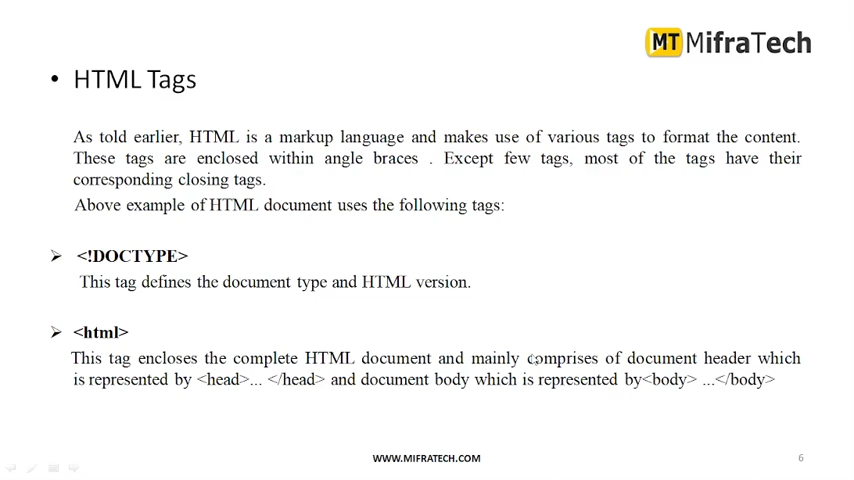 MT MifraTech
• HTML Tags
As told earlier, HTML is a markup language and makes use of various tags to format the content.
These tags are enclosed within angle braces . Except few tags, most of the tags have their
corresponding closing tags.
Above example of HTML document uses the following tags:
➢ <!DOCTYPE>
This tag defines the document type and HTML version.
➢ <html>
This tag encloses the complete HTML document and mainly comprises of document header which
is represented by <head>... </head> and document body which is represented by<body> ...</body>
WWW.MIFRATECH.COM
6